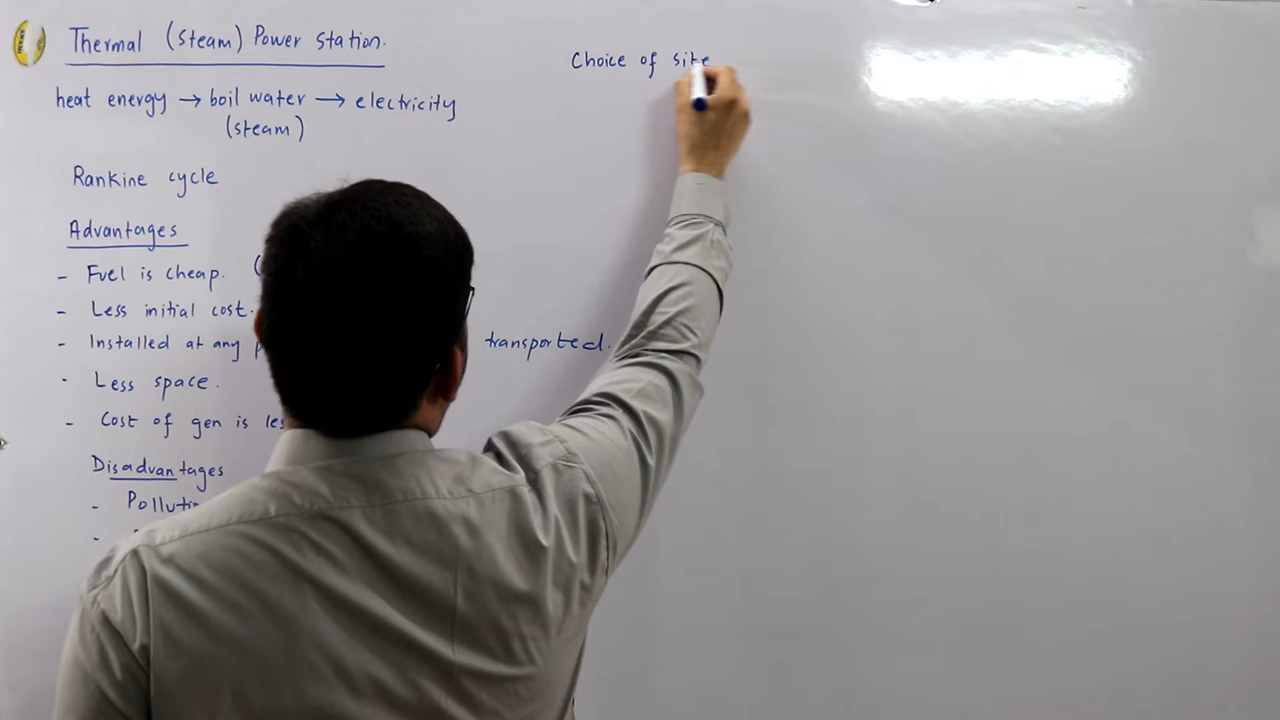 Thermal (Steam) Power Station.
heat energy → boil water → electricity
(steam)
Rankine cycle
Advantages
- Fuel is cheap. (
- Less initial cost.
- Installed at any transported.
- Less space.
- Cost of gen is
Disadvantages
-
-
Choice of site